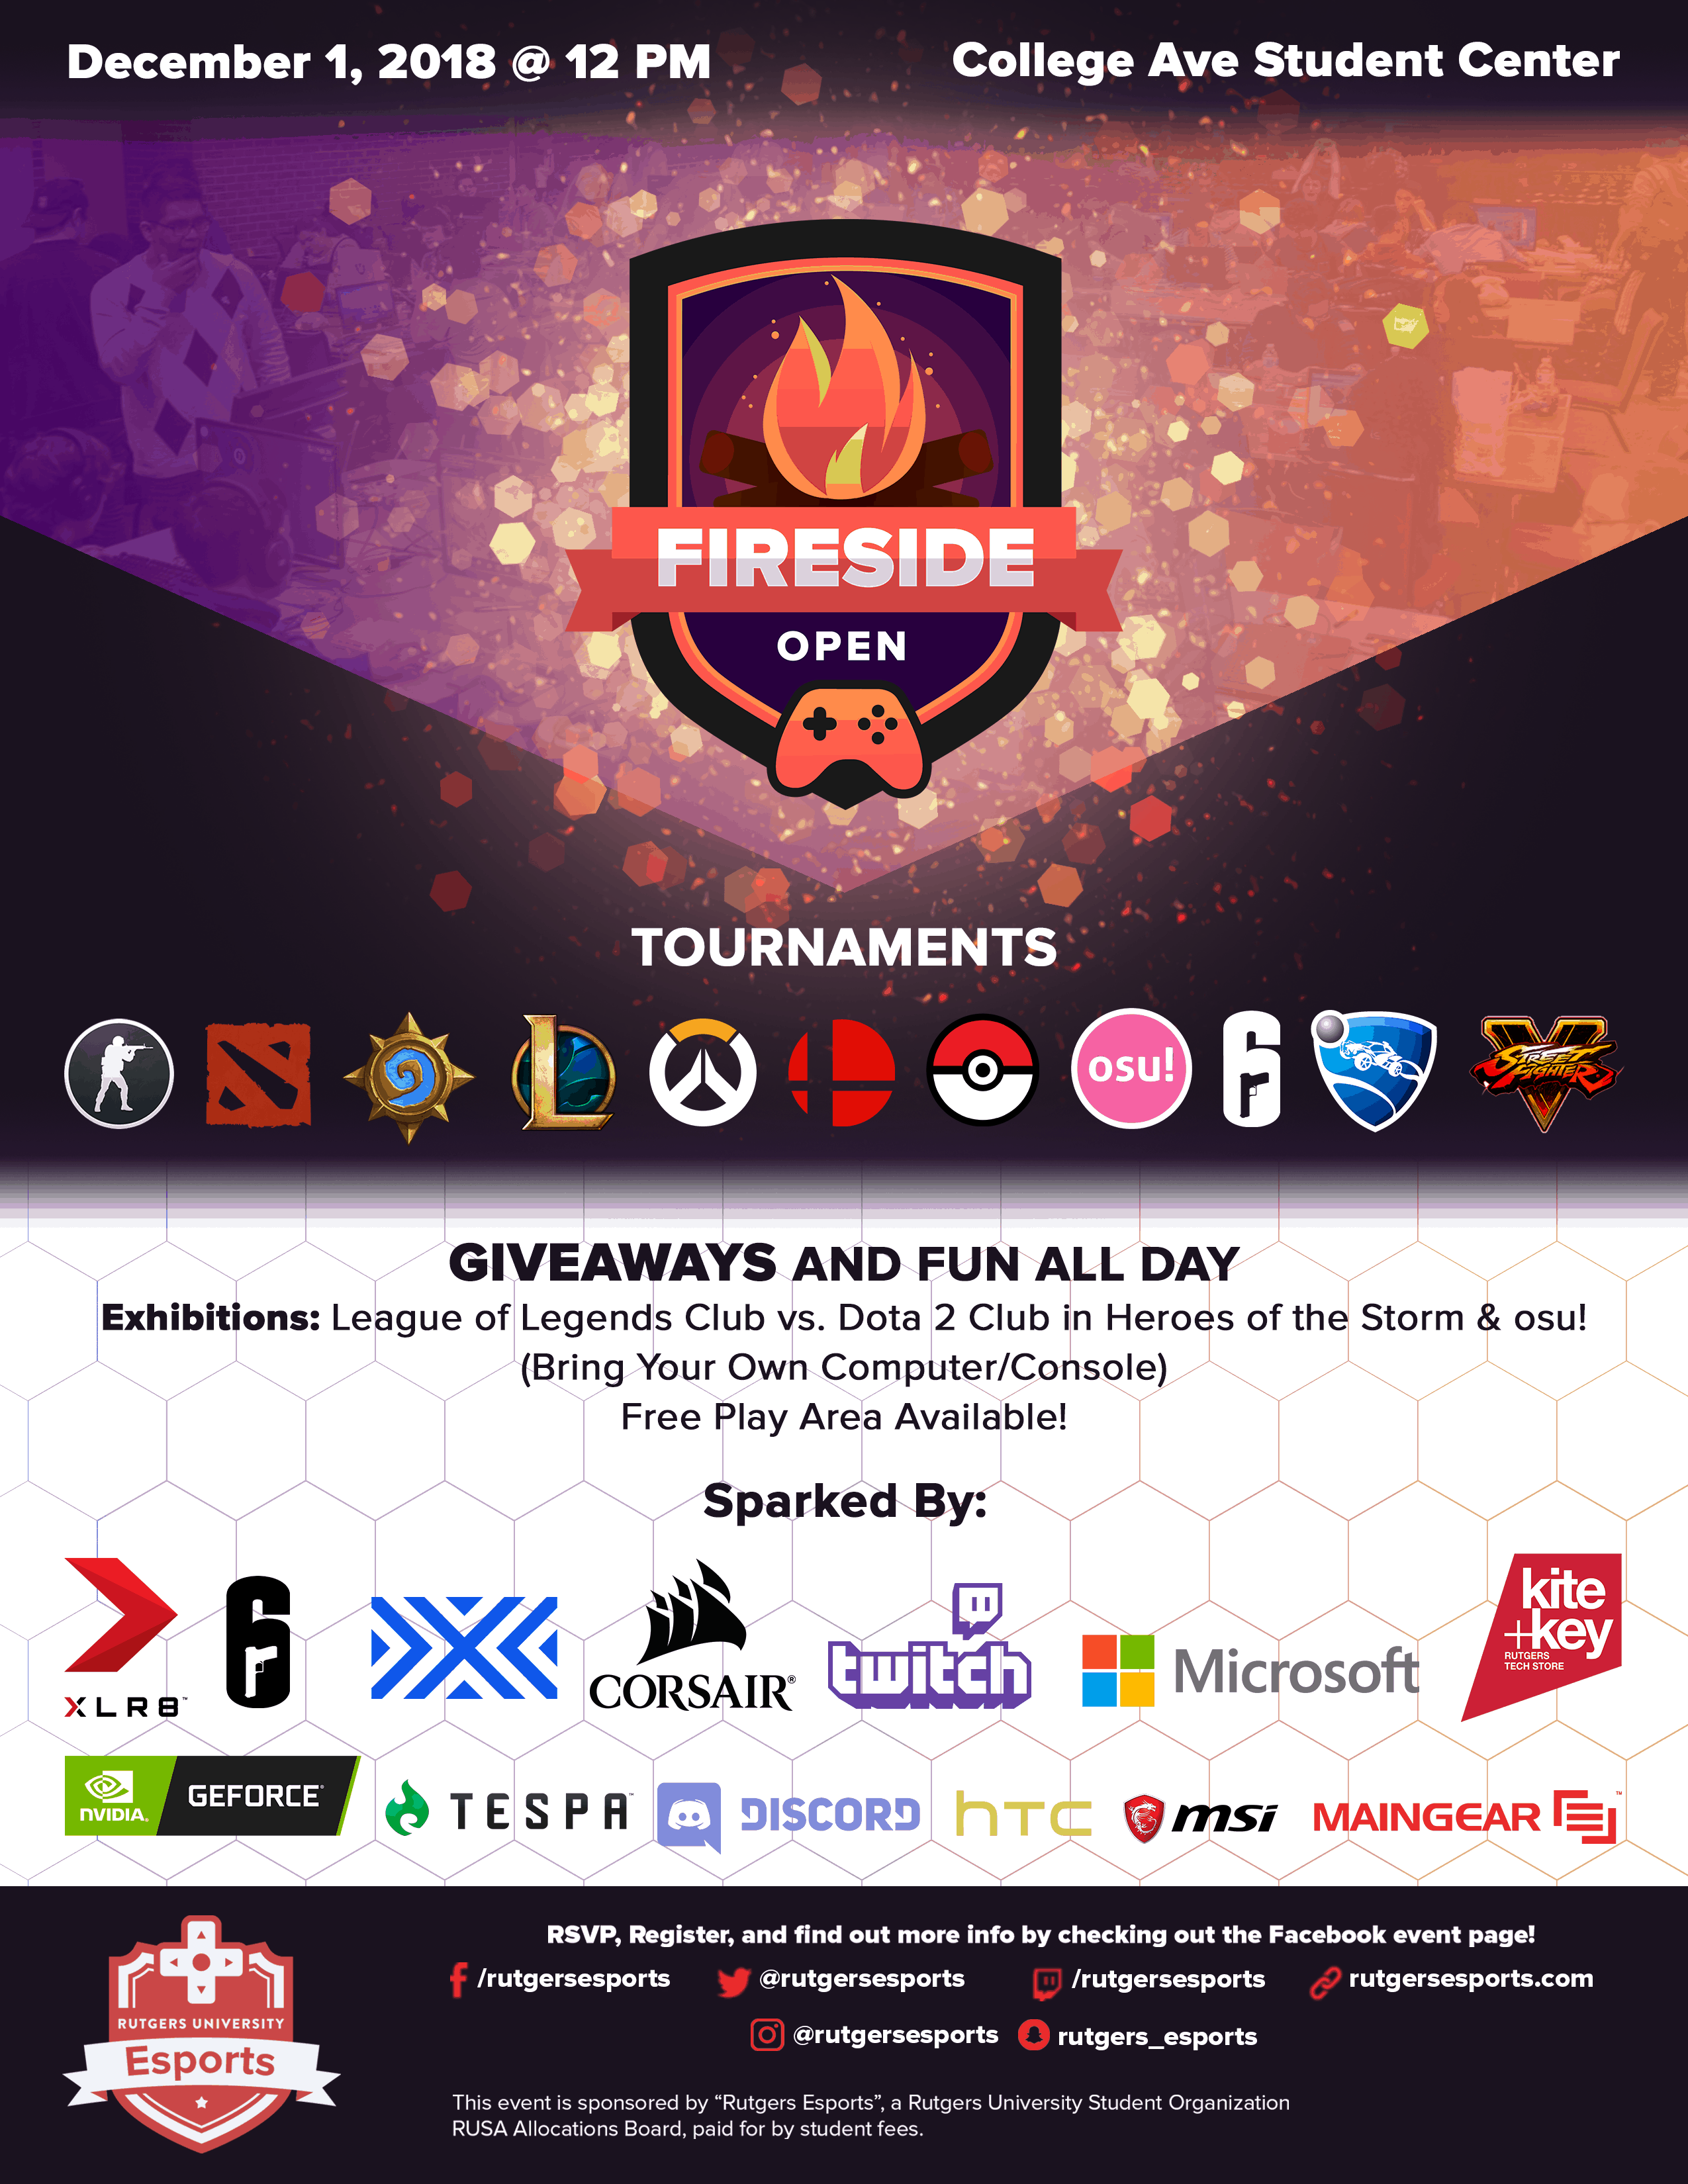 December 1, 2018 @ 12 PM
College Ave Student Center
FIRESIDE
OPEN
TOURNAMENTS
osu!
6
V
STREET
FIGHTER
GIVEAWAYS AND FUN ALL DAY
Exhibitions: League of Legends Club vs. Dota 2 Club in Heroes of the Storm & osu!
(Bring Your Own Computer/Console)
Free Play Area Available!
Sparked By:
XLR8™
6
CORSAIR®
twitch
Microsoft
kite
+key
RUTGERS
TECH STORE
NVIDIA.
GEFORCE®
TESPA™
DISCORD
hTC
msi
MAINGEAR™
RUTGERS UNIVERSITY
Esports
RSVP, Register, and find out more info by checking out the Facebook event page!
/rutgersesports
@rutgersesports
/rutgersesports
rutgersesports.com
@rutgersesports
rutgers_esports
This event is sponsored by “Rutgers Esports”, a Rutgers University Student Organization
RUSA Allocations Board, paid for by student fees.